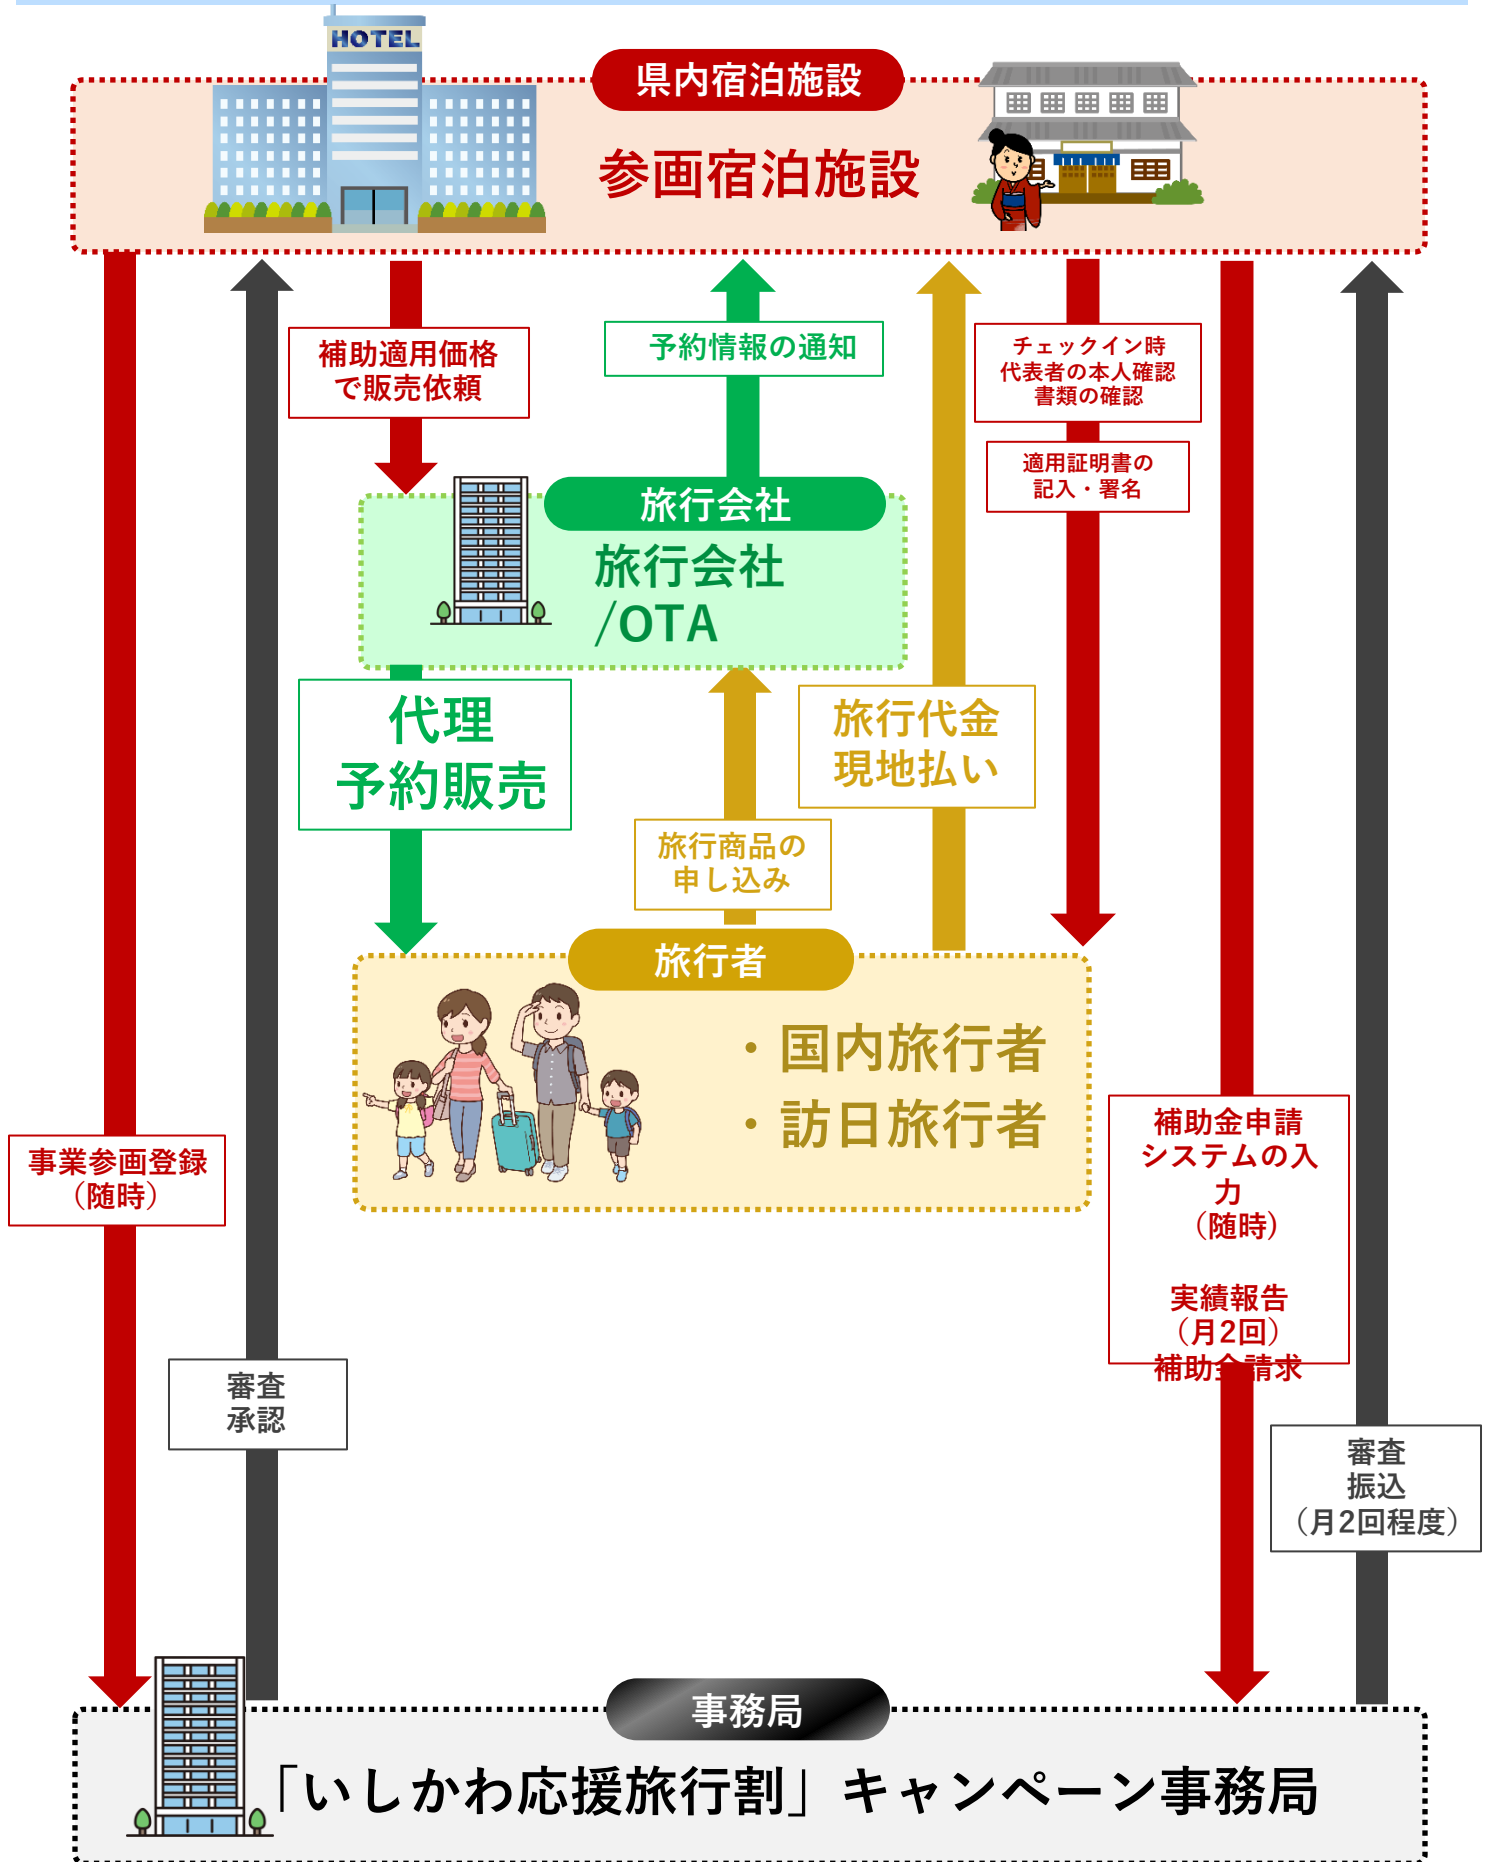 HOTEL
県内宿泊施設
参画宿泊施設
補助適用価格
で販売依頼
予約情報の通知
チェックイン時
代表者の本人確認
書類の確認
適用証明書の
記入・署名
旅行会社
旅行会社
/OTA
代理
予約販売
旅行代金
現地払い
旅行商品の
申し込み
旅行者
・国内旅行者
・訪日旅行者
事業参画登録
（随時）
補助金申請
システムの入
力
（随時）
実績報告
（月2回）
補助金請求
審査
承認
審査
振込
（月2回程度）
事務局
「いしかわ応援旅行割」キャンペーン事務局